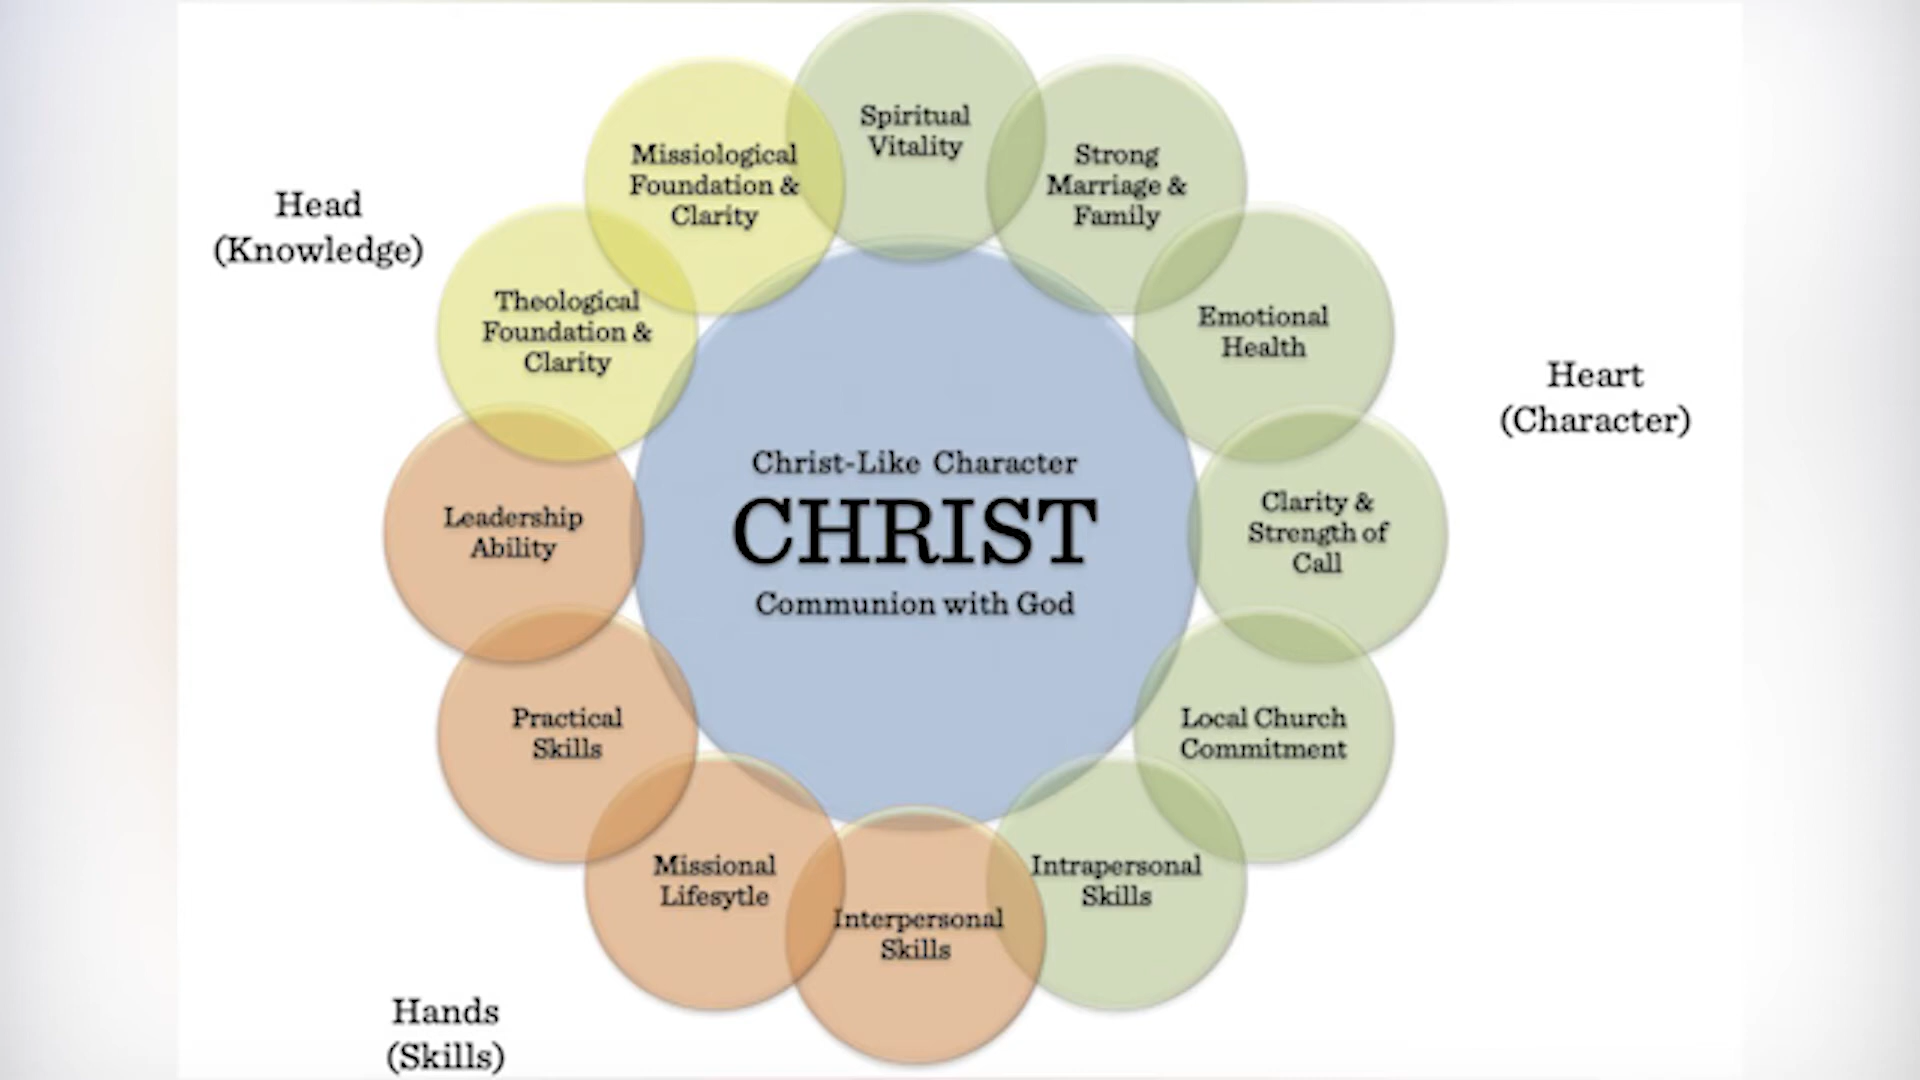 Spiritual
Vitality
Strong
Marriage &
Family
Emotional
Health
Clarity &
Strength of
Call
Local Church
Commitment
Intrapersonal
Skills
Interpersonal
Skills
Missional
Lifesytle
Practical
Skills
Leadership
Ability
Theological
Foundation &
Clarity
Missiological
Foundation &
Clarity
Head
(Knowledge)
Heart
(Character)
Hands
(Skills)
Christ-Like Character
CHRIST
Communion with God